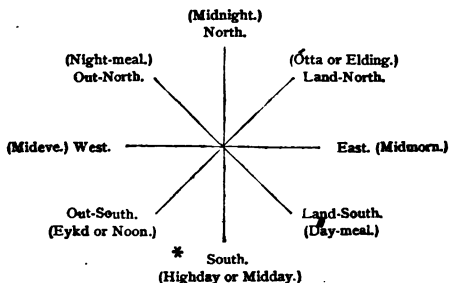 (Midnight.)
North.
(Night-meal.)
Out-North.
(Ótta or Elding.)
Land-North.
(Mideve.) West.
East. (Midmorn.)
Out-South.
(Eykd or Noon.)
Land-South.
(Day-meal.)
*
South.
(Highday or Midday.)